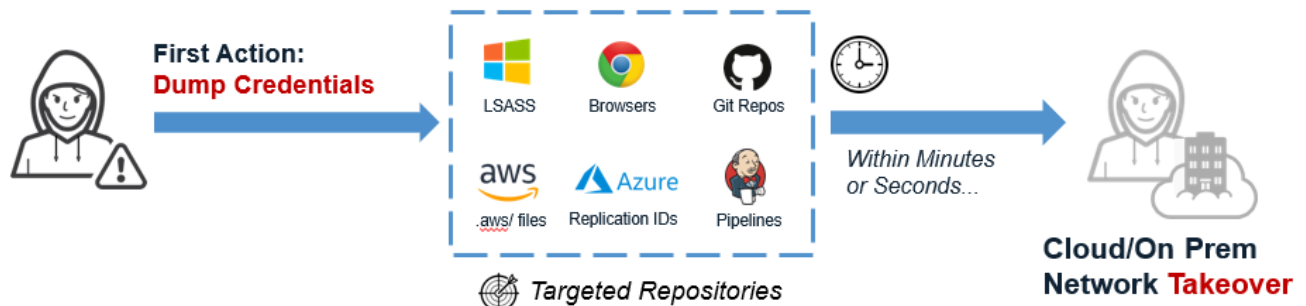 First Action:
Dump Credentials
LSASS
Browsers
Git Repos
aws
.aws/ files
Azure
Replication IDs
Pipelines
Targeted Repositories
Within Minutes
or Seconds...
Cloud/On Prem
Network Takeover